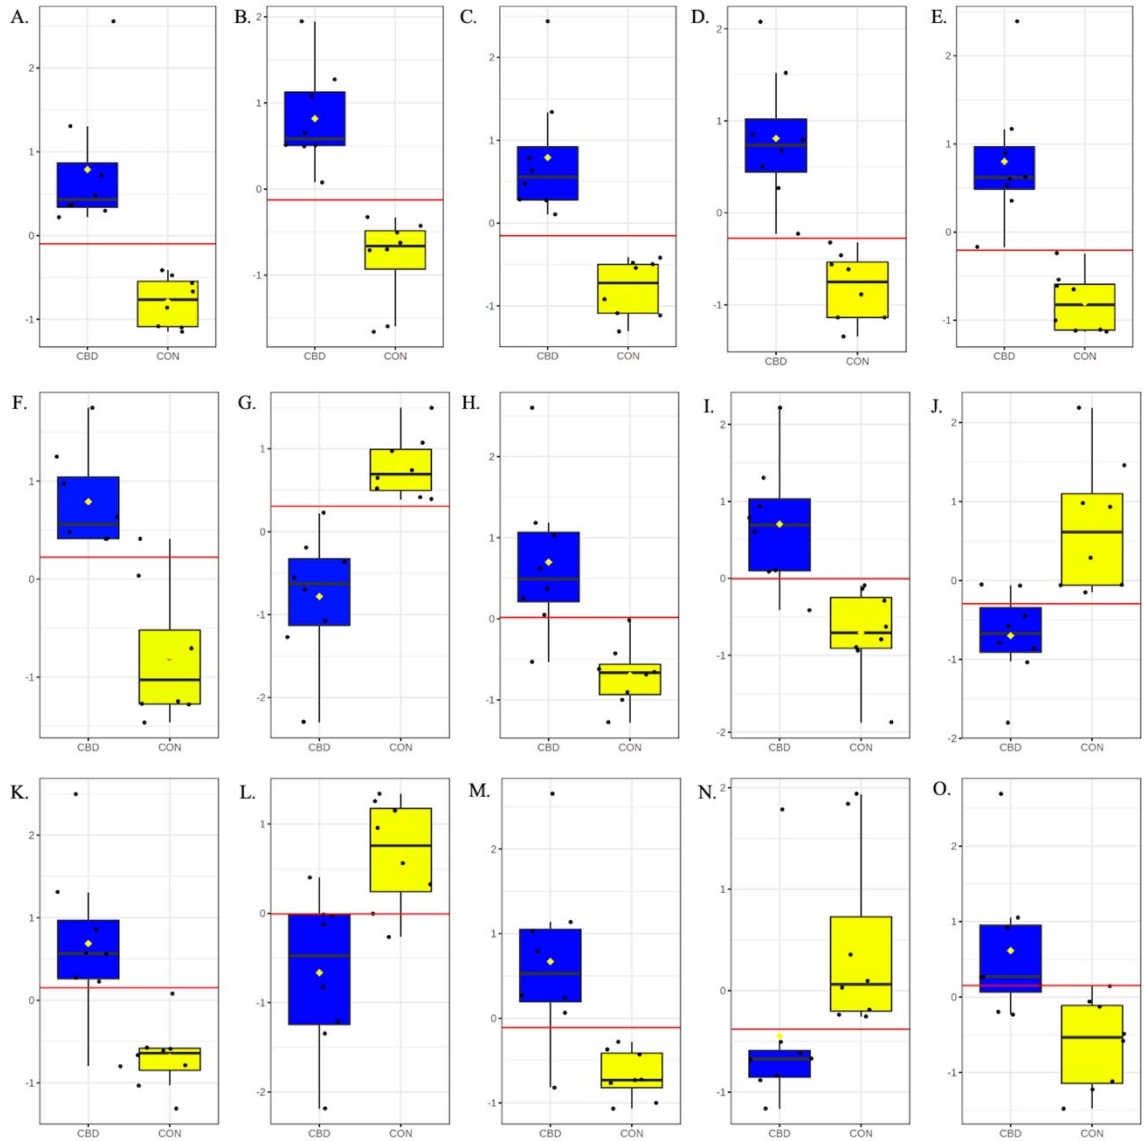 A. B. C. D. E.
2 2 2 2 2
1 1 1 1 1
0 0 0 0 0
-1 -1 -1 -1 -1
CBD CON CBD CON CBD CON CBD CON CBD CON
F. G. H. I. J.
1 1 2 2 2
0 0 1 1 1
-1 -1 0 0 0
-2 -1 -1 -1
-2 -2
CBD CON CBD CON CBD CON CBD CON CBD CON
K. L. M. N. O.
2 1 2 2 2
1 0 1 1 1
0 -1 0 0 0
-1 -2 -1 -1 -1
CBD CON CBD CON CBD CON CBD CON CBD CON